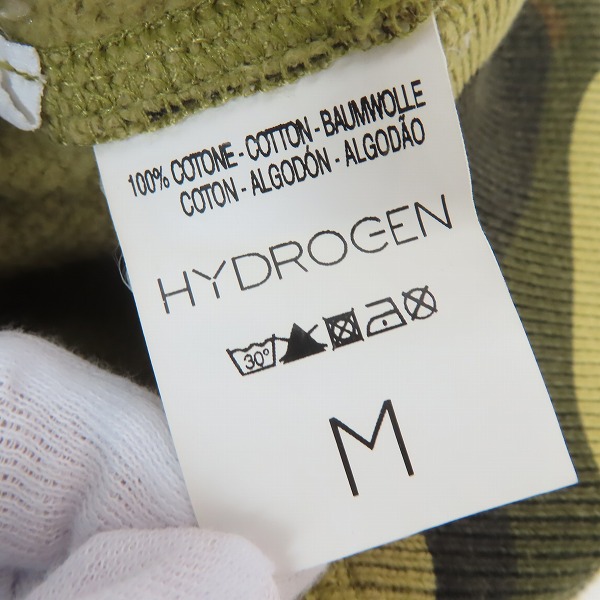 100% COTONE - COTTON - BAUMWOLLE
COTON - ALGODÓN - ALGODÃO
HYDROGEN
30°
M